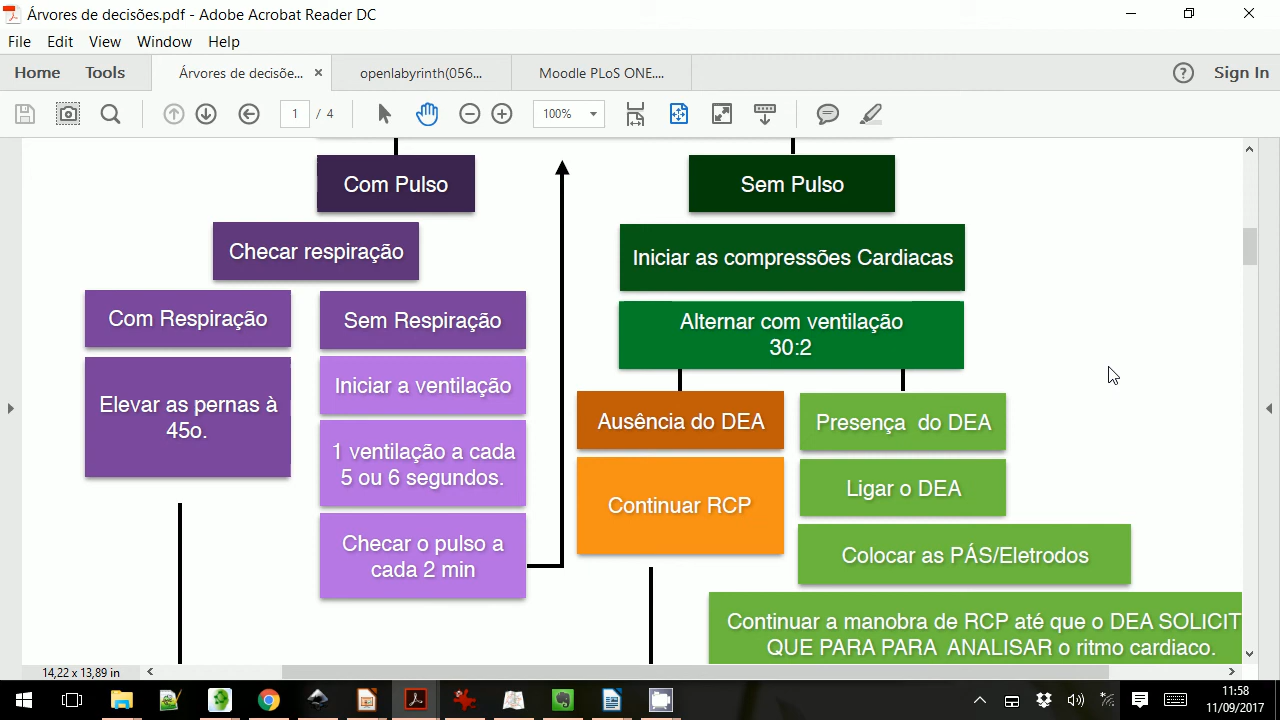 Árvores de decisões.pdf - Adobe Acrobat Reader DC
File Edit View Window Help
Home Tools Árvores de decisõe... openlabyrinth(056... Moodle PLoS ONE.... Sign In
1 / 4 100%
Com Pulso
Sem Pulso
Checar respiração
Iniciar as compressões Cardiacas
Com Respiração
Sem Respiração
Alternar com ventilação
30:2
Elevar as pernas à
45o.
Iniciar a ventilação
1 ventilação a cada
5 ou 6 segundos.
Checar o pulso a
cada 2 min
Ausência do DEA
Continuar RCP
Presença do DEA
Ligar o DEA
Colocar as PÁS/Eletrodos
Continuar a manobra de RCP até que o DEA SOLICIT
QUE PARA PARA ANALISAR o ritmo cardiaco.
14,22 x 13,89 in
11:58
11/09/2017